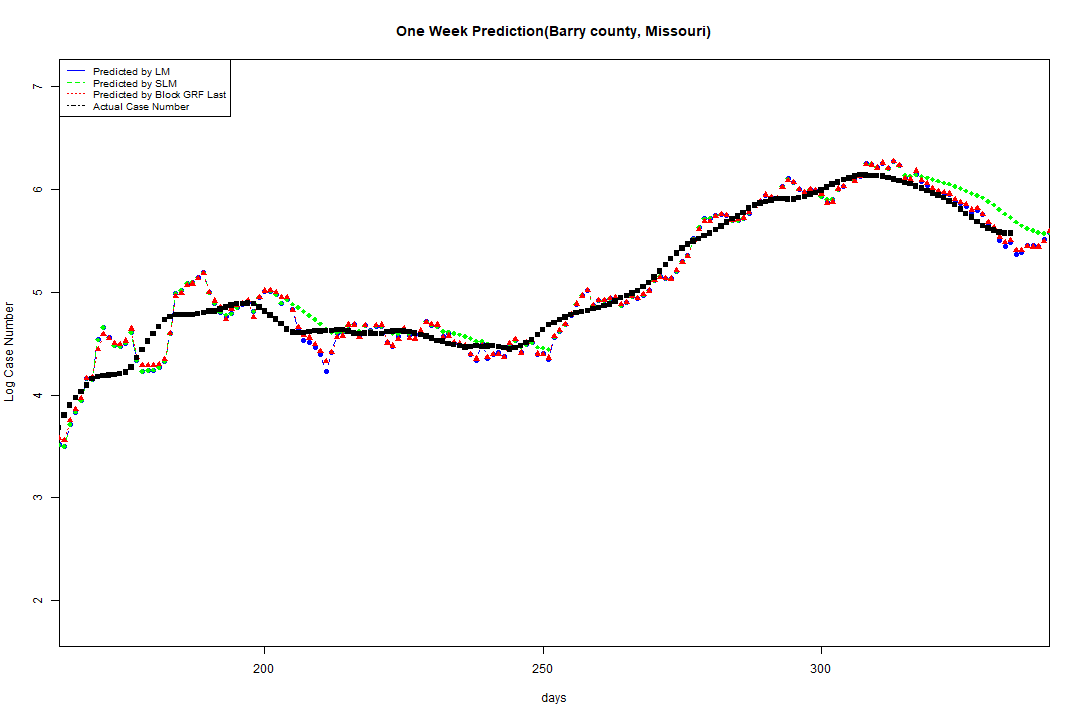 One Week Prediction(Barry county, Missouri)
Predicted by LM
Predicted by SLM
Predicted by Block GRF Last
Actual Case Number
7
6
5
4
3
2
Log Case Number
200 250 300
days